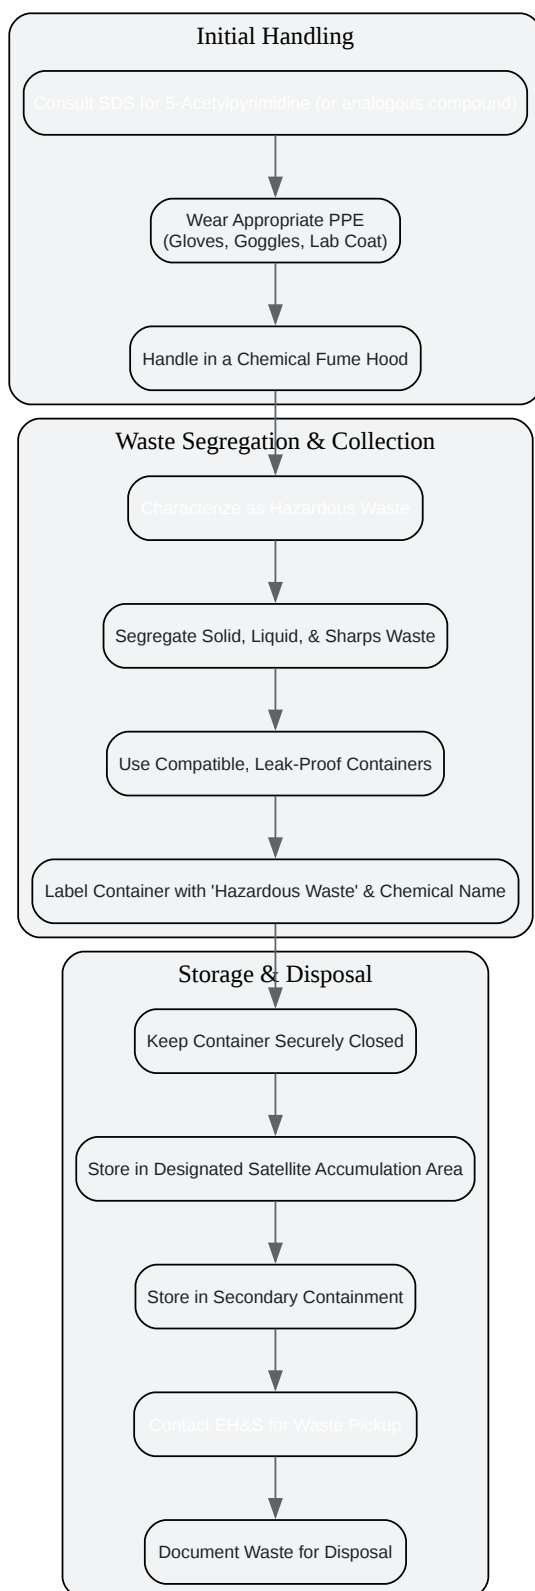 Initial Handling
Consult SDS for 5-Acetylpyrimidine (or analogous compound)
Wear Appropriate PPE
(Gloves, Goggles, Lab Coat)
Handle in a Chemical Fume Hood
Waste Segregation & Collection
Characterize as Hazardous Waste
Segregate Solid, Liquid, & Sharps Waste
Use Compatible, Leak-Proof Containers
Label Container with 'Hazardous Waste' & Chemical Name
Storage & Disposal
Keep Container Securely Closed
Store in Designated Satellite Accumulation Area
Store in Secondary Containment
Contact EH&S for Waste Pickup
Document Waste for Disposal